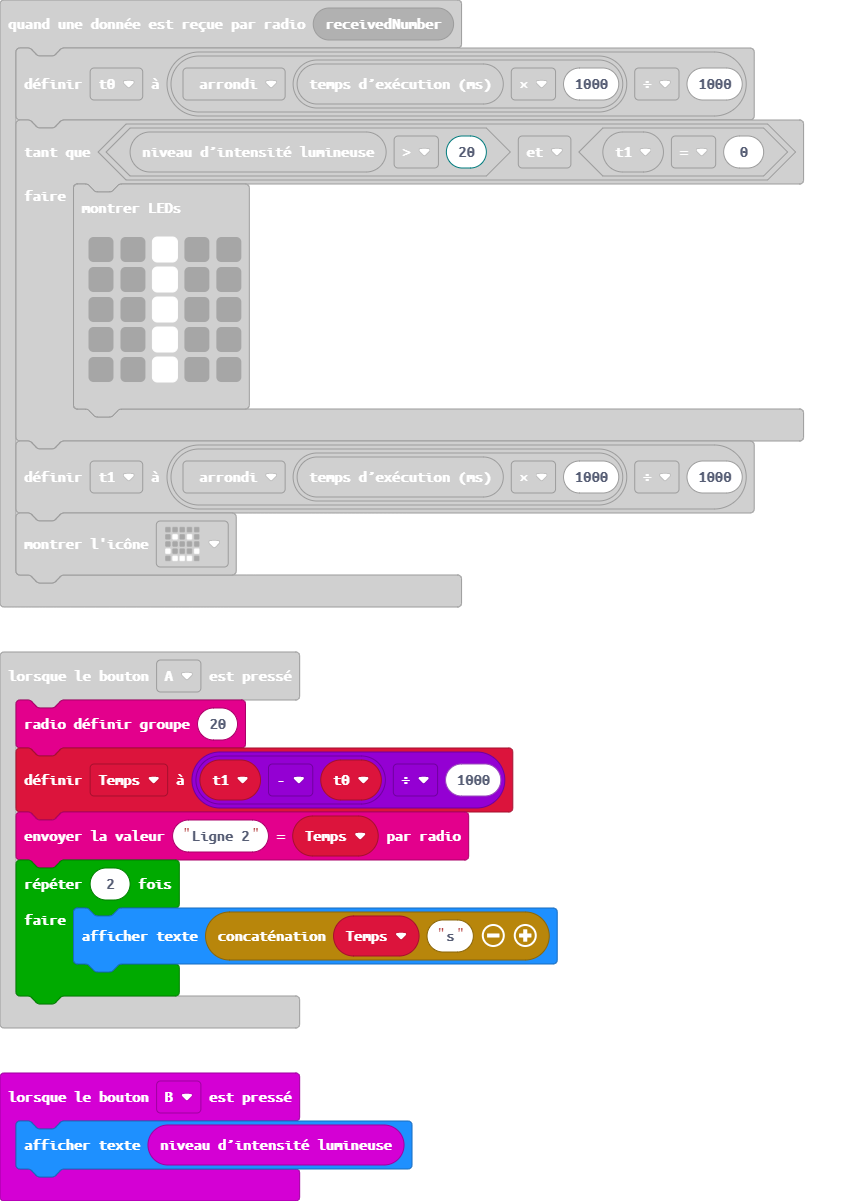 quand une donnée est reçue par radio receivedNumber
définir t0 à arrondi temps d'exécution (ms) × 1000 ÷ 1000
tant que niveau d'intensité lumineuse > 20 et t1 = 0
faire
montrer LEDs
définir t1 à arrondi temps d'exécution (ms) × 1000 ÷ 1000
montrer l'icône
lorsque le bouton A est pressé
radio définir groupe 20
définir Temps à t1 - t0 ÷ 1000
envoyer la valeur "Ligne 2" = Temps par radio
répéter 2 fois
faire
afficher texte concaténation Temps "s"
lorsque le bouton B est pressé
afficher texte niveau d'intensité lumineuse